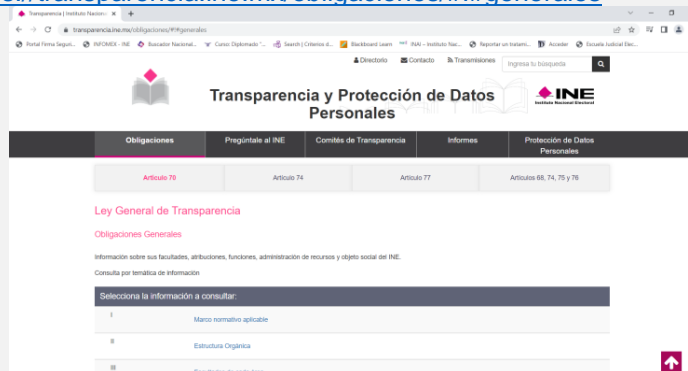 Transparencia | Instituto Naciona
transparencia.ine.mx/obligaciones/#!#generales
Portal Firma Seguri... INFOMEX - INE Buscador Nacional... Curso: Diplomado "... Search | Criterios d... Blackboard Learn INAI – Instituto Nac... Reportar un tratam... Acceder Escuela Judicial Elec...
Directorio Contacto Transmisiones Ingresa tu búsqueda
Transparencia y Protección de Datos
Personales
INE
Instituto Nacional Electoral
Obligaciones Pregúntale al INE Comités de Transparencia Informes Protección de Datos
Personales
Artículo 70 Artículo 74 Artículo 77 Artículos 68, 74, 75 y 76
Ley General de Transparencia
Obligaciones Generales
Información sobre sus facultades, atribuciones, funciones, administración de recursos y objeto social del INE.
Consulta por temática de información
Selecciona la información a consultar:
I Marco normativo aplicable
II Estructura Orgánica
III